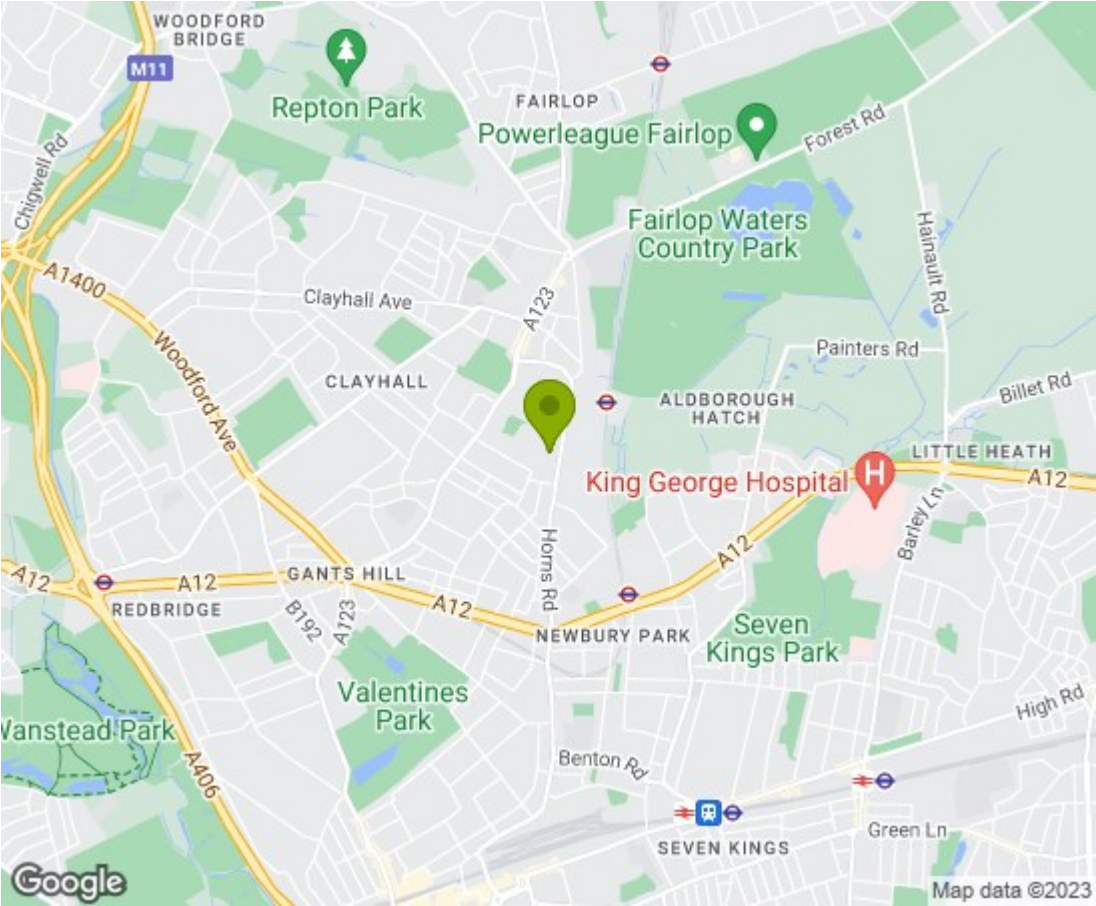 WOODFORD
BRIDGE
M11
Repton Park
FAIRLOP
Powerleague Fairlop
Forest Rd
Chigwell Rd
Fairlop Waters
Country Park
Hainault Rd
A1400
Clayhall Ave
A123
Woodford Ave
Painters Rd
CLAYHALL
ALDBOROUGH
HATCH
Billet Rd
LITTLE HEATH
King George Hospital
H
A12
Barley Ln
A12
Horns Rd
A12
A12
GANTS HILL
A12
REDBRIDGE
B192
A123
NEWBURY PARK
Seven
Kings Park
Valentines
Park
High Rd
Wanstead Park
A406
Benton Rd
SEVEN KINGS
Green Ln
Google
Map data ©2023